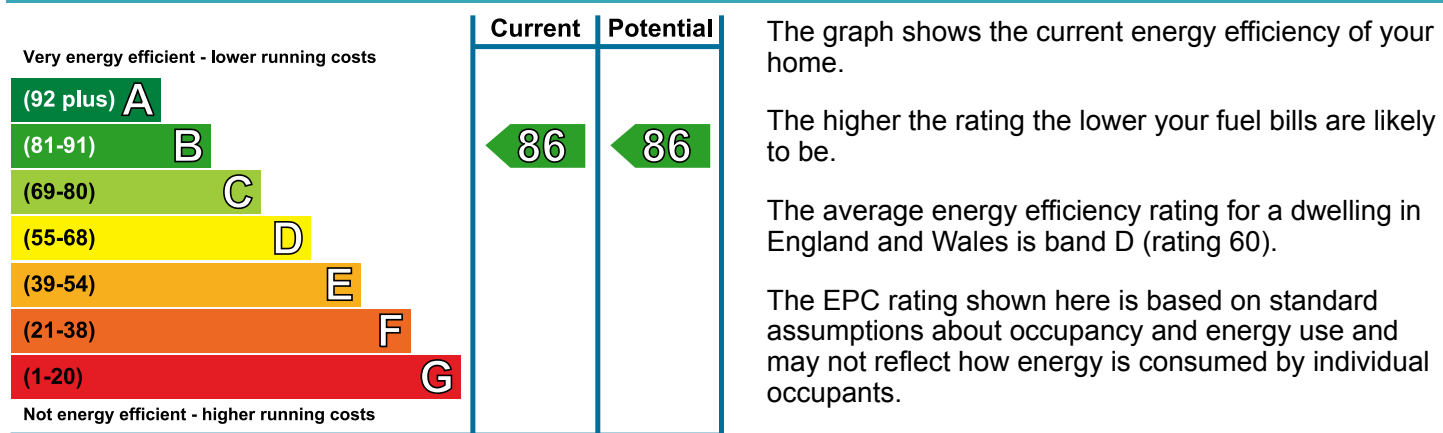 Current Potential
Very energy efficient - lower running costs
(92 plus) A
(81-91) B
86 86
(69-80) C
(55-68) D
(39-54) E
(21-38) F
(1-20) G
Not energy efficient - higher running costs
The graph shows the current energy efficiency of your
home.
The higher the rating the lower your fuel bills are likely
to be.
The average energy efficiency rating for a dwelling in
England and Wales is band D (rating 60).
The EPC rating shown here is based on standard
assumptions about occupancy and energy use and
may not reflect how energy is consumed by individual
occupants.